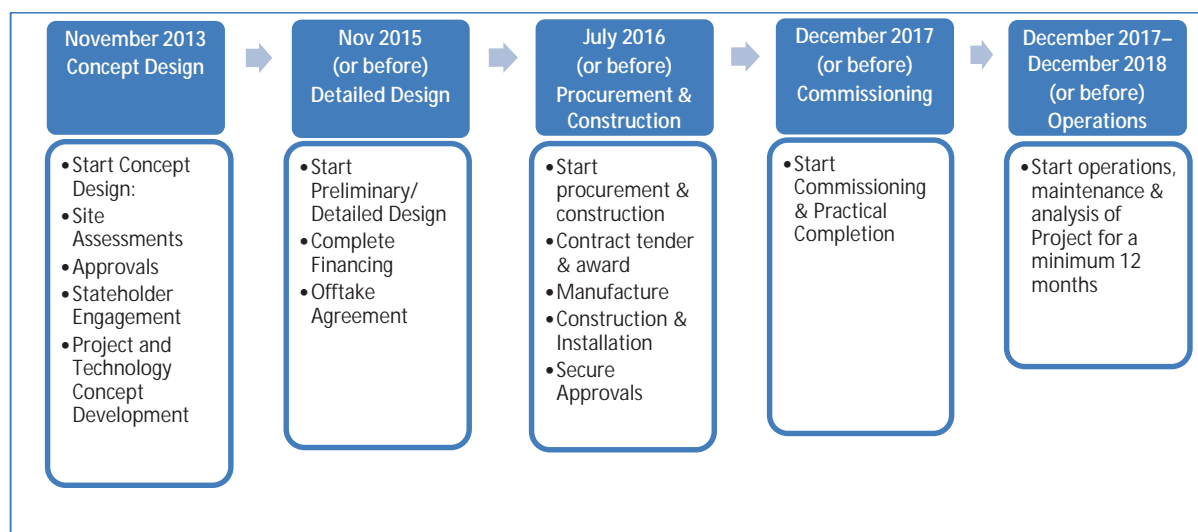 November 2013
Concept Design
•Start Concept
Design:
•Site
Assessments
•Approvals
•Stateholder
Engagement
•Project and
Technology
Concept
Development
Nov 2015
(or before)
Detailed Design
•Start
Preliminary/
Detailed Design
•Complete
Financing
•Offtake
Agreement
July 2016
(or before)
Procurement &
Construction
•Start
procurement &
construction
•Contract tender
& award
•Manufacture
•Construction &
Installation
•Secure
Approvals
December 2017
(or before)
Commissioning
•Start
Commissioning
& Practical
Completion
December 2017–
December 2018
(or before)
Operations
•Start operations,
maintenance &
analysis of
Project for a
minimum 12
months